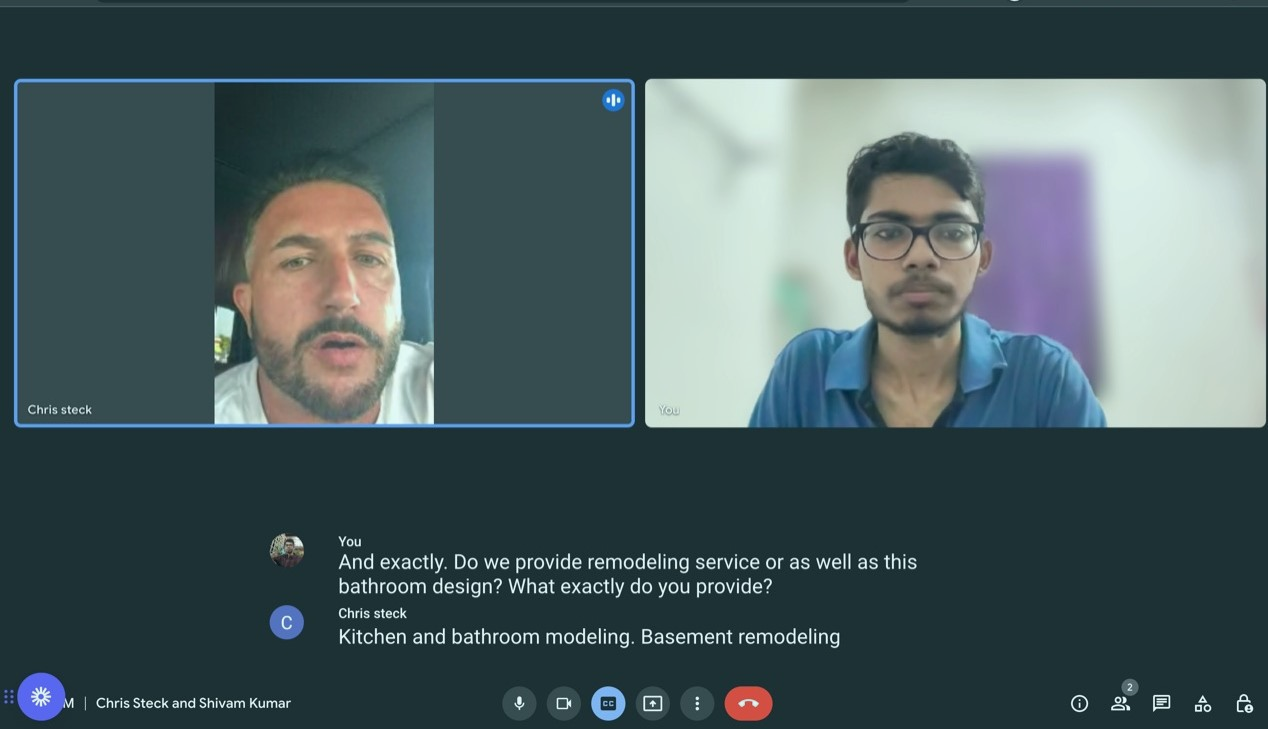 Chris steck
You
You
And exactly. Do we provide remodeling service or as well as this
bathroom design? What exactly do you provide?
C
Chris steck
Kitchen and bathroom modeling. Basement remodeling
M | Chris Steck and Shivam Kumar
CC
2